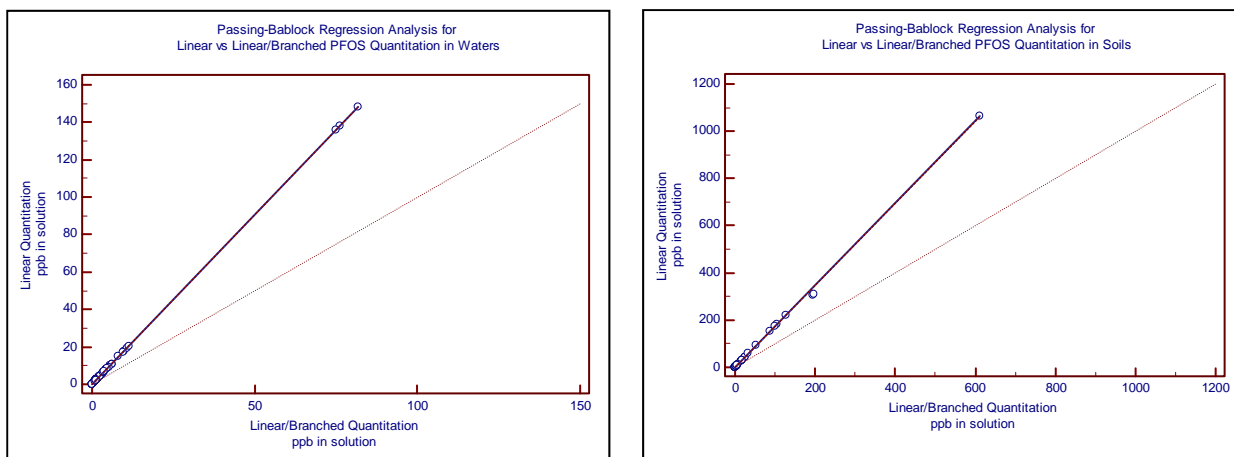 Passing-Bablock Regression Analysis for
Linear vs Linear/Branched PFOS Quantitation in Waters
160
140
120
100
80
60
40
20
0
Linear Quantitation
ppb in solution
0
50
100
150
Linear/Branched Quantitation
ppb in solution
Passing-Bablock Regression Analysis for
Linear vs Linear/Branched PFOS Quantitation in Soils
1200
1000
800
600
400
200
0
Linear Quantitation
ppb in solution
0
200
400
600
800
1000
1200
Linear/Branched Quantitation
ppb in solution